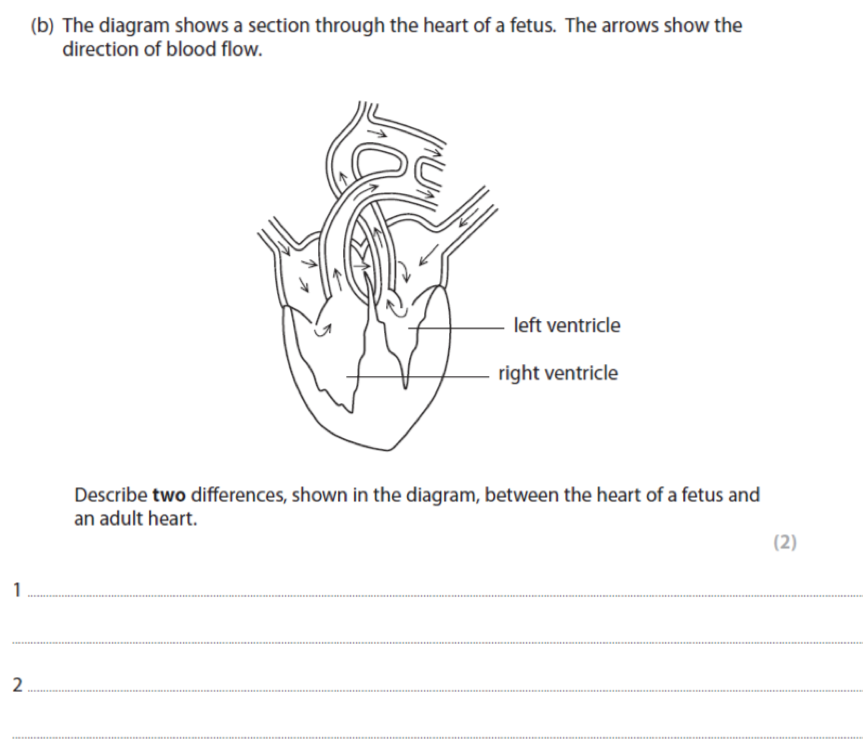 (b) The diagram shows a section through the heart of a fetus. The arrows show the
direction of blood flow.
left ventricle
right ventricle
Describe two differences, shown in the diagram, between the heart of a fetus and
an adult heart.
(2)
1
2